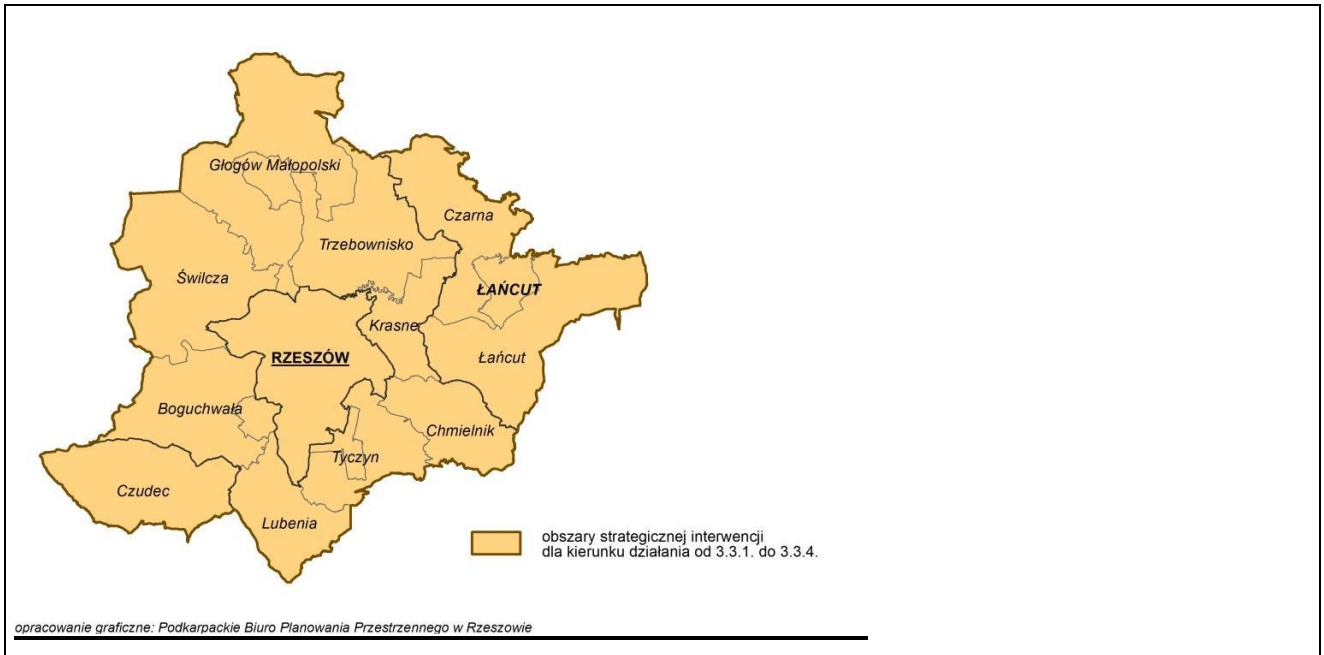 Głogów Małopolski
Czarna
Trzebownisko
Świlcza
ŁAŃCUT
Krasne
RZESZÓW
Łańcut
Boguchwała
Chmielnik
Tyczyn
Czudec
Lubenia
obszary strategicznej interwencji
dla kierunku działania od 3.3.1. do 3.3.4.
opracowanie graficzne: Podkarpackie Biuro Planowania Przestrzennego w Rzeszowie